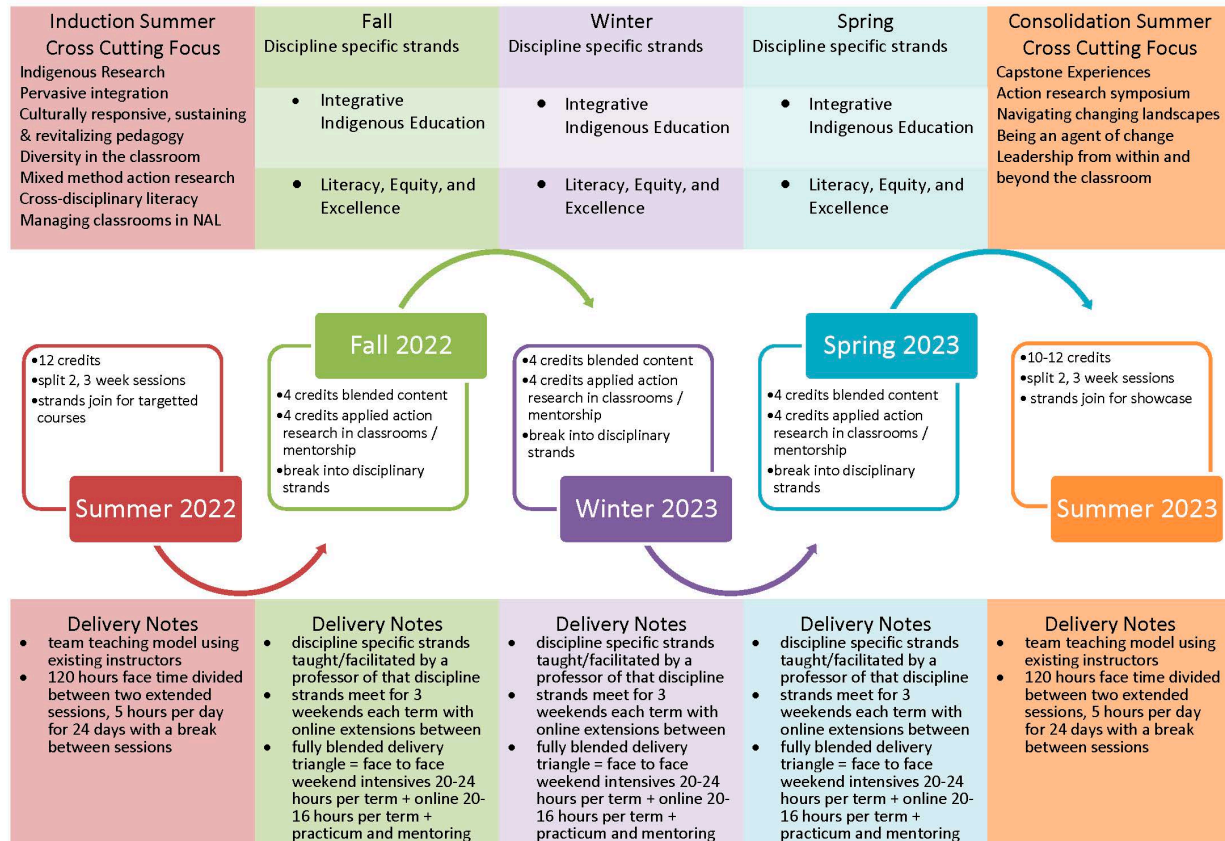 Induction Summer
Cross Cutting Focus
Indigenous Research
Pervasive integration
Culturally responsive, sustaining
& revitalizing pedagogy
Diversity in the classroom
Mixed method action research
Cross-disciplinary literacy
Managing classrooms in NAL
Fall
Discipline specific strands
• Integrative
Indigenous Education
• Literacy, Equity, and
Excellence
Winter
Discipline specific strands
• Integrative
Indigenous Education
• Literacy, Equity, and
Excellence
Spring
Discipline specific strands
• Integrative
Indigenous Education
• Literacy, Equity, and
Excellence
Consolidation Summer
Cross Cutting Focus
Capstone Experiences
Action research symposium
Navigating changing landscapes
Being an agent of change
Leadership from within and
beyond the classroom
•12 credits
•split 2, 3 week sessions
•strands join for targetted
courses
Summer 2022
Fall 2022
•4 credits blended content
•4 credits applied action
research in classrooms /
mentorship
•break into disciplinary
strands
•4 credits blended content
•4 credits applied action
research in classrooms /
mentorship
•break into disciplinary
strands
Winter 2023
Spring 2023
•4 credits blended content
•4 credits applied action
research in classrooms /
mentorship
•break into disciplinary
strands
•10-12 credits
•split 2, 3 week sessions
• strands join for showcase
Summer 2023
Delivery Notes
• team teaching model using
existing instructors
• 120 hours face time divided
between two extended
sessions, 5 hours per day
for 24 days with a break
between sessions
Delivery Notes
• discipline specific strands
taught/facilitated by a
professor of that discipline
• strands meet for 3
weekends each term with
online extensions between
• fully blended delivery
triangle = face to face
weekend intensives 20-24
hours per term + online 20-
16 hours per term +
practicum and mentoring
Delivery Notes
• discipline specific strands
taught/facilitated by a
professor of that discipline
• strands meet for 3
weekends each term with
online extensions between
• fully blended delivery
triangle = face to face
weekend intensives 20-24
hours per term + online 20-
16 hours per term +
practicum and mentoring
Delivery Notes
• discipline specific strands
taught/facilitated by a
professor of that discipline
• strands meet for 3
weekends each term with
online extensions between
• fully blended delivery
triangle = face to face
weekend intensives 20-24
hours per term + online 20-
16 hours per term +
practicum and mentoring
Delivery Notes
• team teaching model using
existing instructors
• 120 hours face time divided
between two extended
sessions, 5 hours per day
for 24 days with a break
between sessions